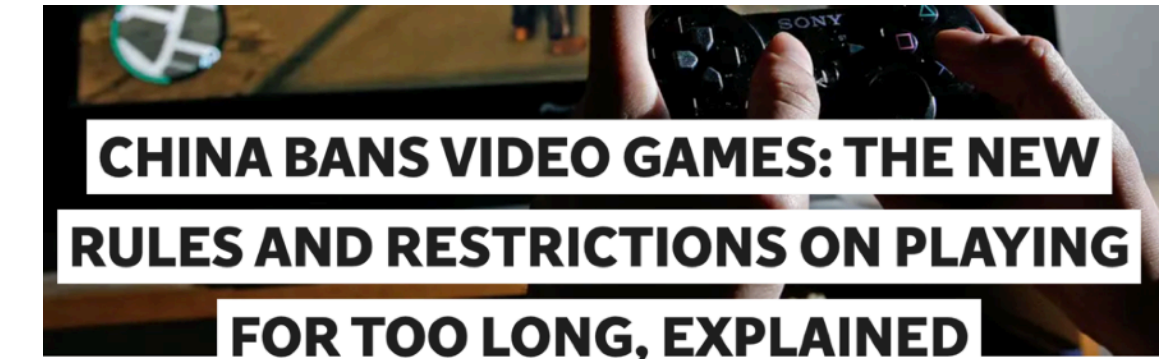 SONY
CHINA BANS VIDEO GAMES: THE NEW
RULES AND RESTRICTIONS ON PLAYING
FOR TOO LONG, EXPLAINED